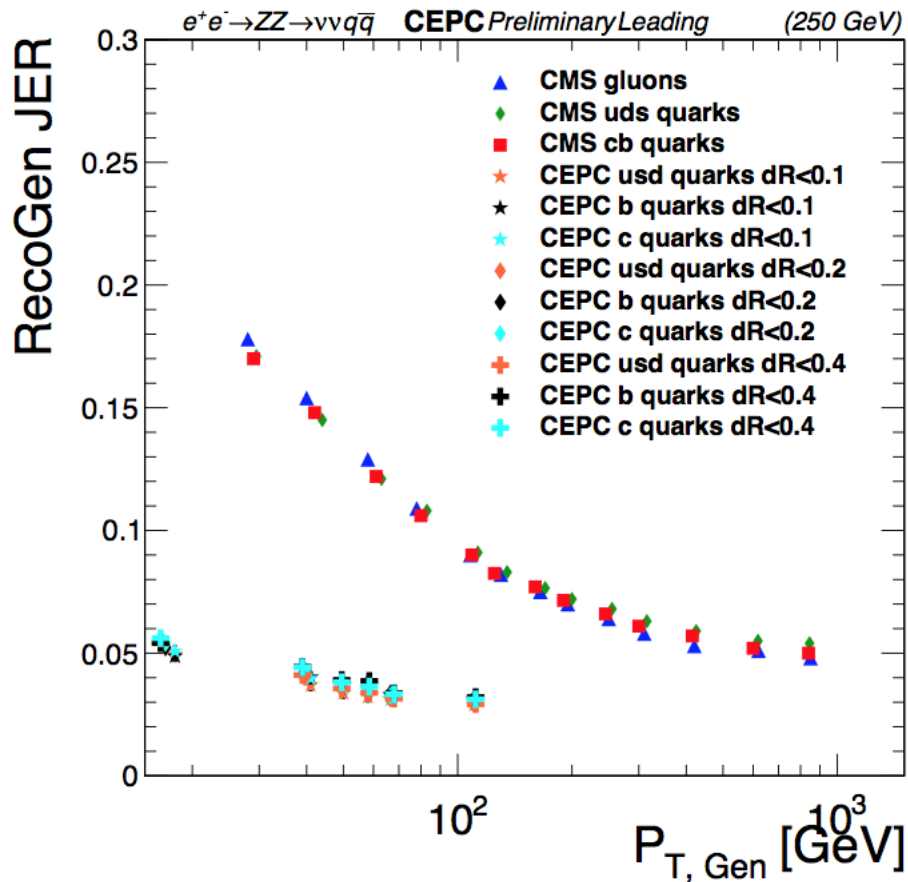 e⁺e⁻→ZZ→ννqq̅ CEPC Preliminary Leading (250 GeV)
RecoGen JER
0.3
0.25
0.2
0.15
0.1
0.05
0
CMS gluons
CMS uds quarks
CMS cb quarks
CEPC usd quarks dR<0.1
CEPC b quarks dR<0.1
CEPC c quarks dR<0.1
CEPC usd quarks dR<0.2
CEPC b quarks dR<0.2
CEPC c quarks dR<0.2
CEPC usd quarks dR<0.4
CEPC b quarks dR<0.4
CEPC c quarks dR<0.4
10² 10³
P_T, Gen [GeV]